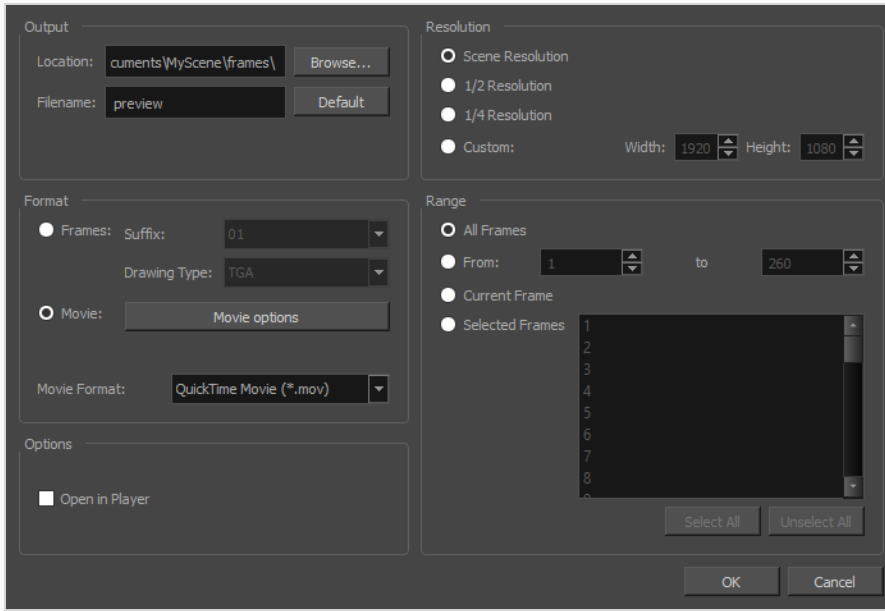 Output
Location: cuments\MyScene\frames\ Browse...
Filename: preview Default
Format
Frames: Suffix: 01
Drawing Type: TGA
Movie: Movie options
Movie Format: QuickTime Movie (*.mov)
Options
Open in Player
Resolution
Scene Resolution
1/2 Resolution
1/4 Resolution
Custom: Width: 1920 Height: 1080
Range
All Frames
From: 1 to 260
Current Frame
Selected Frames 1
2
3
4
5
6
7
8
Select All Unselect All
OK Cancel